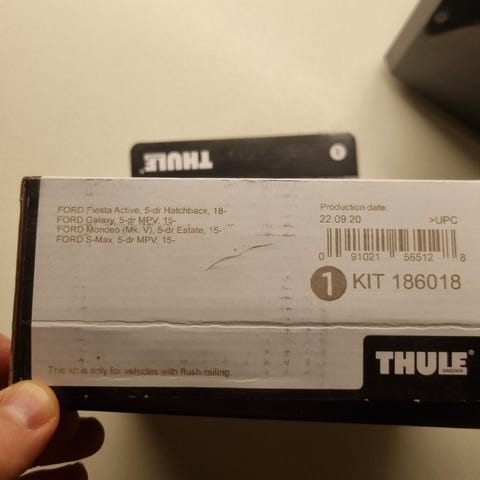 THULE
1
FORD Fiesta Active, 5-dr Hatchback, 18-
FORD Galaxy, 5-dr MPV, 15-
FORD Mondeo (Mk. V), 5-dr Estate, 15-
FORD S-Max, 5-dr MPV, 15-
Production date:
22.09.20 >UPC
0 91021 56512 8
1 KIT 186018
THULE®
SWEDEN
This kit is only for vehicles with flush railing.